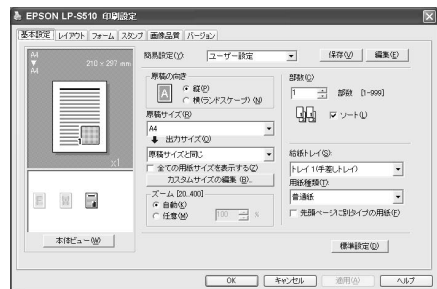 EPSON LP-S510 印刷設定
基本設定 レイアウト フォーム スタンプ 画像品質 バージョン
A4
A4
210 x 297 mm
x1
本体ビュー(W)
簡易設定(Y):
ユーザー設定
保存(V)
編集(E)
原稿の向き
縦(P)
横(ランドスケープ)(N)
原稿サイズ(R)
A4
出力サイズ(O)
原稿サイズと同じ
全ての用紙サイズを表示する(Z)
カスタムサイズの編集(B)...
ズーム [20..400]
自動(K)
任意(M)
100 %
部数(C)
1 部数 [1-999]
ソート(L)
給紙トレイ(S):
トレイ 1(手差しトレイ)
用紙種類(T):
普通紙
先頭ページに別タイプの用紙(F)
標準設定(D)
OK
キャンセル
適用(A)
ヘルプ